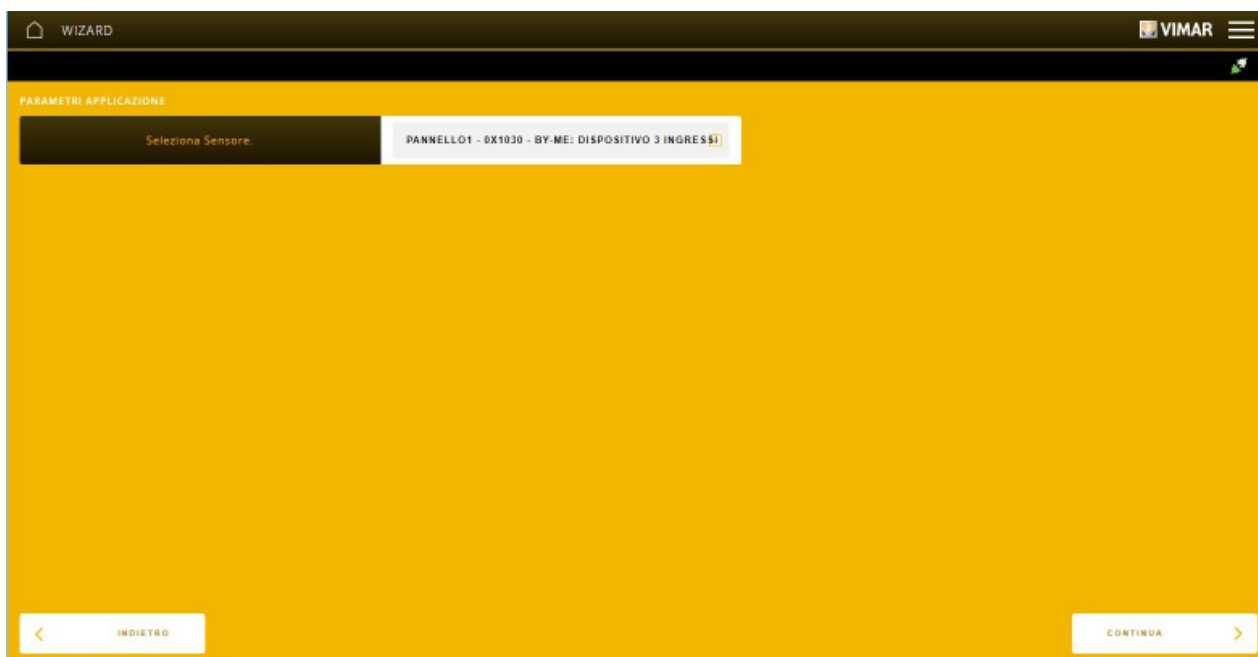 WIZARD
VIMAR
PARAMETRI APPLICAZIONE
Seleziona Sensore.
PANNELLO1 - 0X1030 - BY-ME: DISPOSITIVO 3 INGRESSI
INDIETRO
CONTINUA